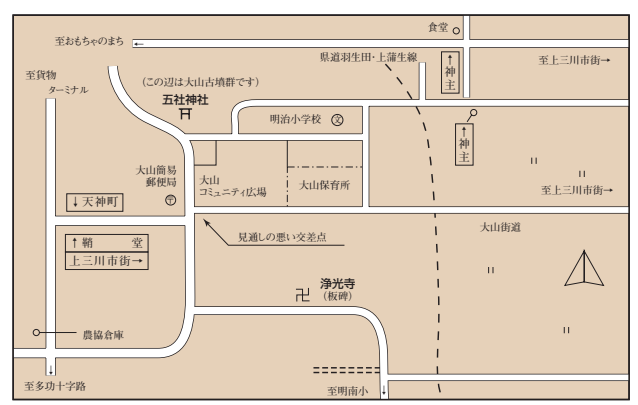 食堂
至おもちゃのまち ←
県道羽生田・上蒲生線
↑神主
至上三川市街→
至貨物
ターミナル
(この辺は大山古墳群です)
五社神社
明治小学校 文
↑神主
大山簡易
郵便局
大山
コミュニティ広場
大山保育所
至上三川市街→
↓天神町
大山街道
見通しの悪い交差点
↑鞘 堂
上三川市街→
卍 浄光寺
(板碑)
農協倉庫
至多功十字路
至明南小